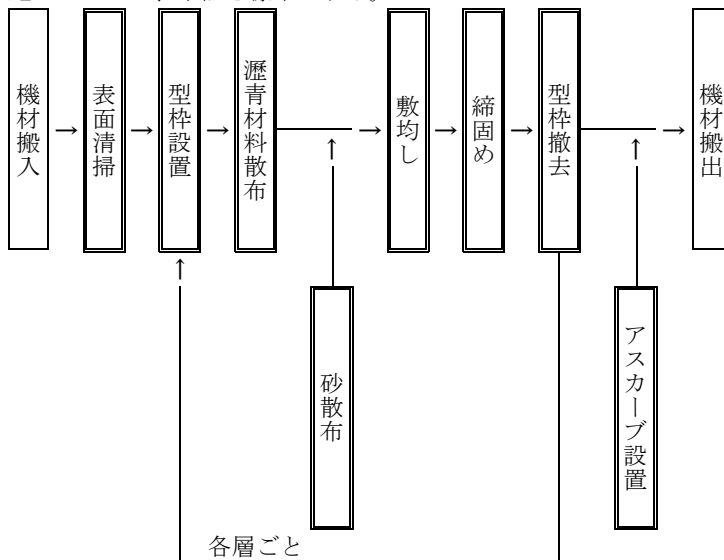 機材搬入
表面清掃
型枠設置
瀝青材料散布
敷均し
締固め
型枠撤去
機材搬出
砂散布
アスカーブ設置
各層ごと